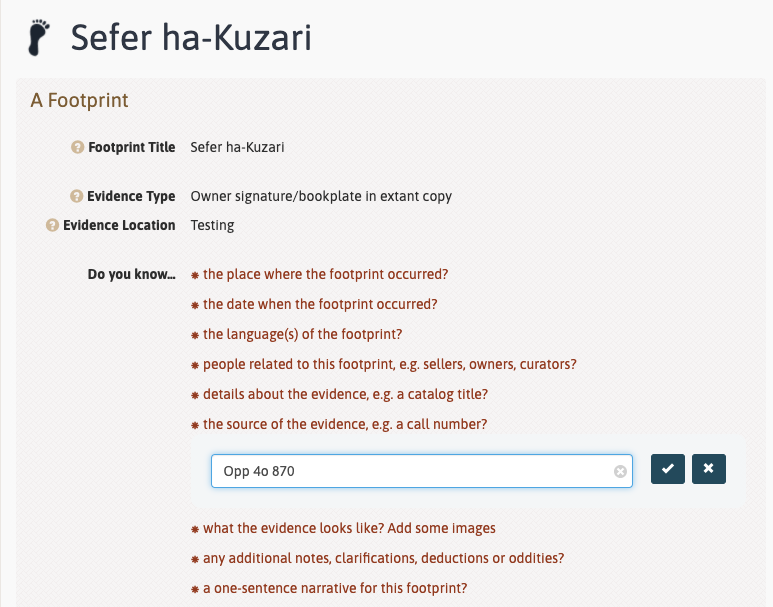 Sefer ha-Kuzari
A Footprint
? Footprint Title Sefer ha-Kuzari
? Evidence Type Owner signature/bookplate in extant copy
? Evidence Location Testing
Do you know... * the place where the footprint occurred?
* the date when the footprint occurred?
* the language(s) of the footprint?
* people related to this footprint, e.g. sellers, owners, curators?
* details about the evidence, e.g. a catalog title?
* the source of the evidence, e.g. a call number?
Opp 4o 870
* what the evidence looks like? Add some images
* any additional notes, clarifications, deductions or oddities?
* a one-sentence narrative for this footprint?